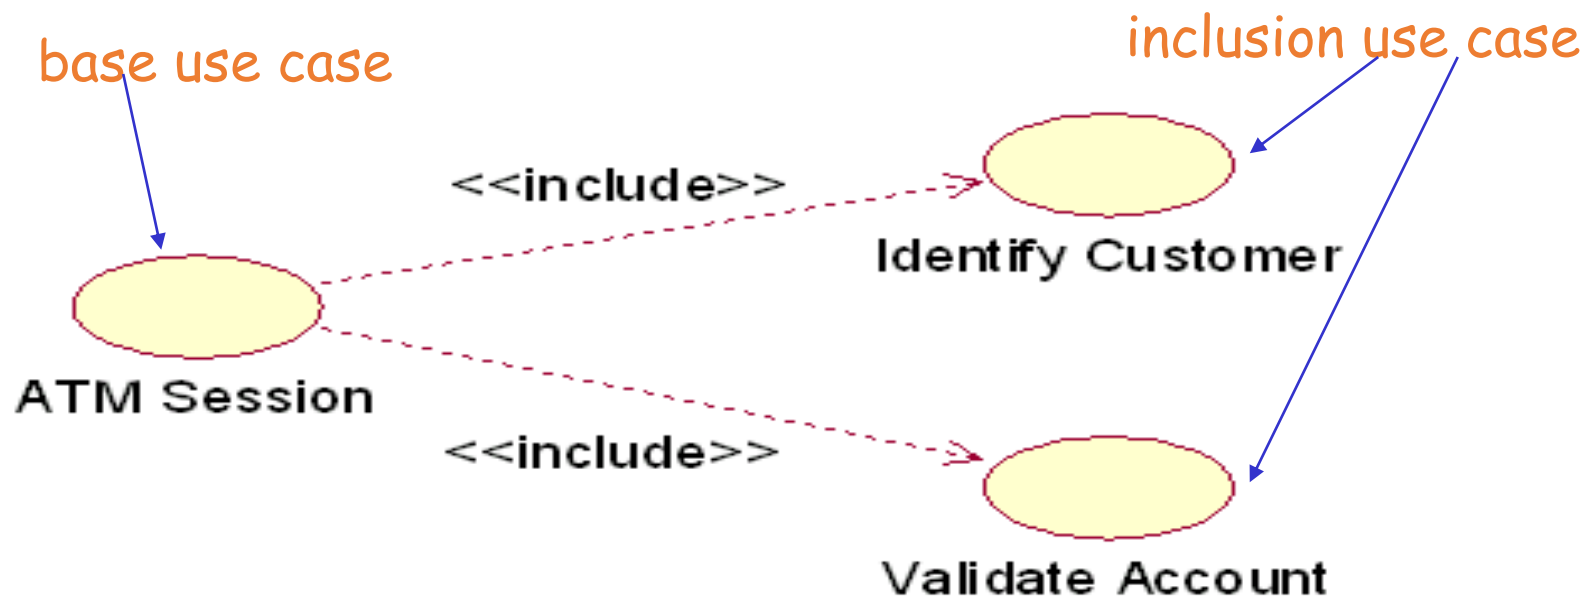 base use case
inclusion use case
<<include>>
Identify Customer
ATM Session
<<include>>
Validate Account